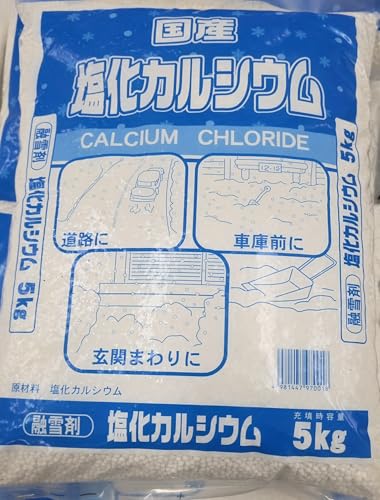 国産
塩化カルシウム
CALCIUM CHLORIDE
融雪剤 塩化カルシウム 5kg
融雪剤 塩化カルシウム 5kg
道路に
12-12
車庫前に
玄関まわりに
原材料 塩化カルシウム
4981447970018
融雪剤 塩化カルシウム
充填時容量
5kg